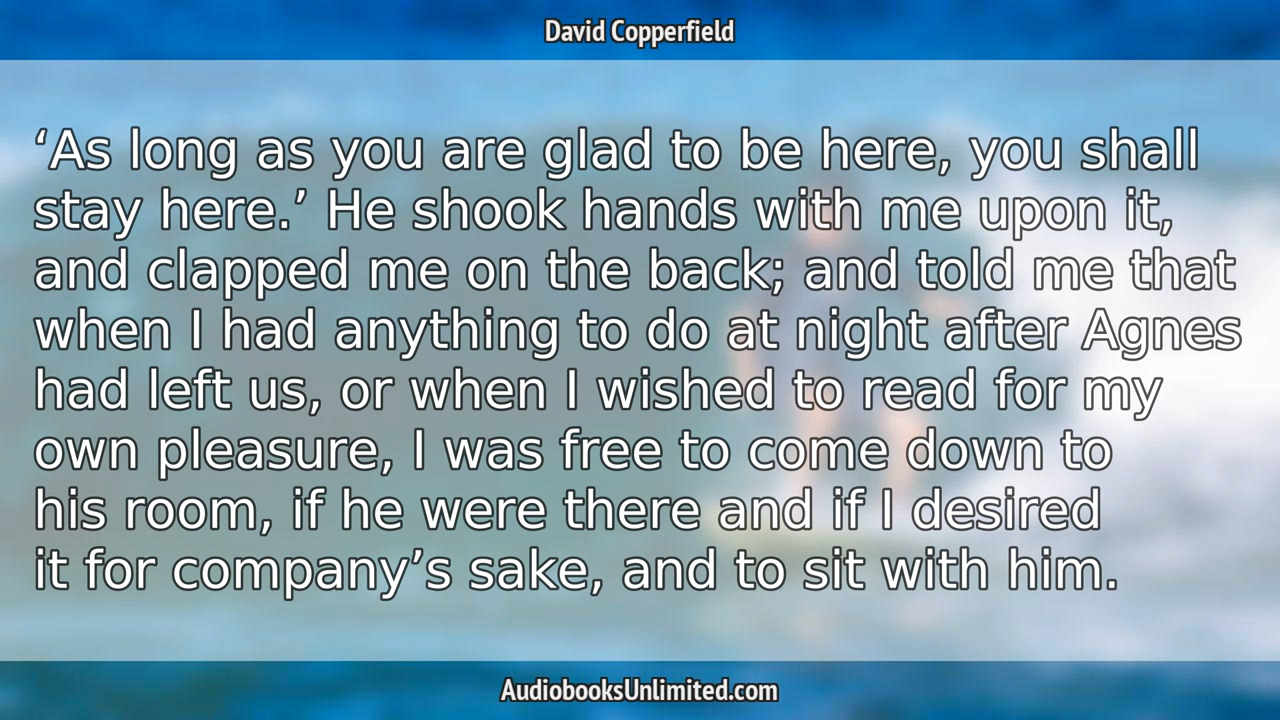 David Copperfield
‘As long as you are glad to be here, you shall
stay here.’ He shook hands with me upon it,
and clapped me on the back; and told me that
when I had anything to do at night after Agnes
had left us, or when I wished to read for my
own pleasure, I was free to come down to
his room, if he were there and if I desired
it for company’s sake, and to sit with him.
AudiobooksUnlimited.com